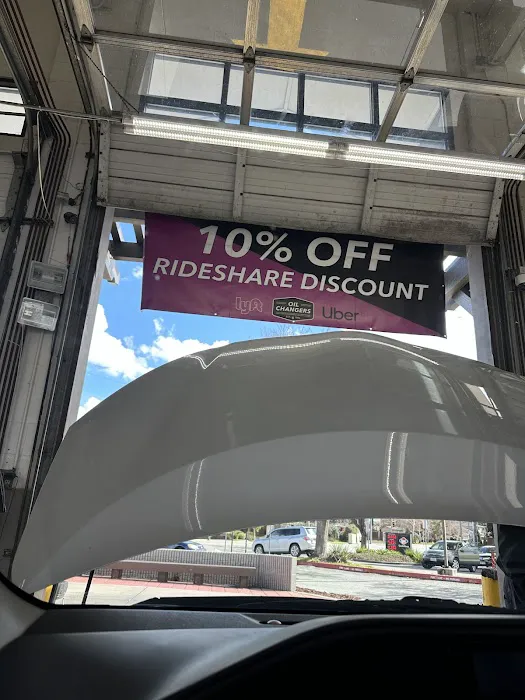 10% OFF
RIDESHARE DISCOUNT
lyft OIL CHANGERS Uber